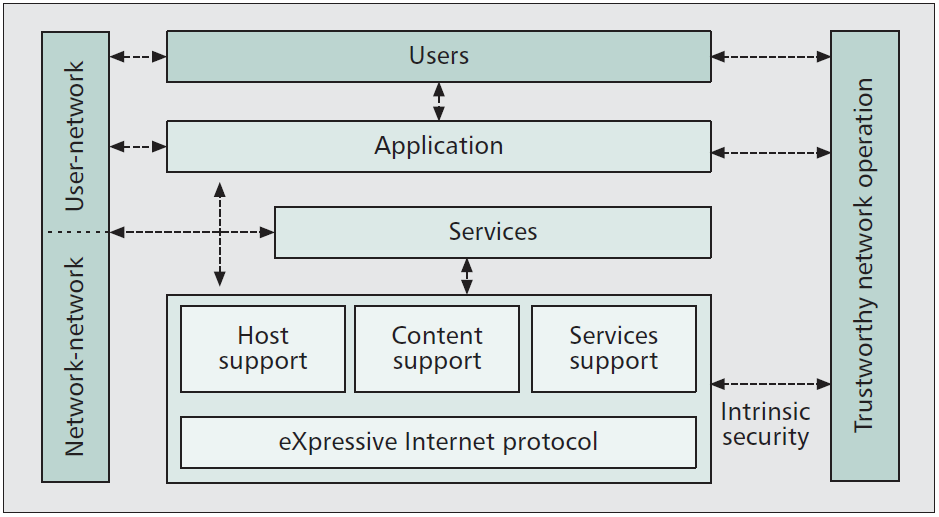 Users
Application
Services
Host
support
Content
support
Services
support
eXpressive Internet protocol
User-network
Network-network
Intrinsic
security
Trustworthy network operation